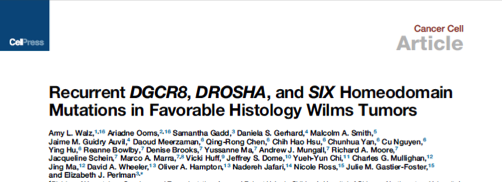 CellPress
Cancer Cell
Article
Recurrent DGCR8, DROSHA, and SIX Homeodomain
Mutations in Favorable Histology Wilms Tumors
Amy L. Walz,1,16 Ariadne Ooms,2,16 Samantha Gadd,3 Daniela S. Gerhard,4 Malcolm A. Smith,5
Jaime M. Guidry Auvil,4 Daoud Meerzaman,6 Qing-Rong Chen,6 Chih Hao Hsu,6 Chunhua Yan,6 Cu Nguyen,6
Ying Hu,6 Reanne Bowlby,7 Denise Brooks,7 Yussanne Ma,7 Andrew J. Mungall,7 Richard A. Moore,7
Jacqueline Schein,7 Marco A. Marra,7,8 Vicki Huff,9 Jeffrey S. Dome,10 Yueh-Yun Chi,11 Charles G. Mullighan,12
Jing Ma,12 David A. Wheeler,13 Oliver A. Hampton,13 Nadereh Jafari,14 Nicole Ross,15 Julie M. Gastier-Foster,15
and Elizabeth J. Perlman3,*